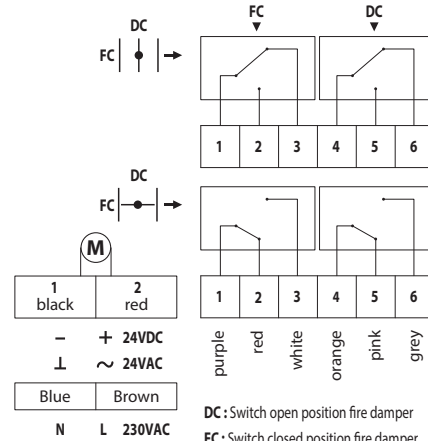 FC DC
DC
FC
1 2 3 4 5 6
DC
FC
M
1 2
black red
1 2 3 4 5 6
purple red white orange pink grey
– + 24VDC
⊥ ~ 24VAC
Blue Brown
N L 230VAC
DC : Switch open position fire damper
FC : Switch closed position fire damper